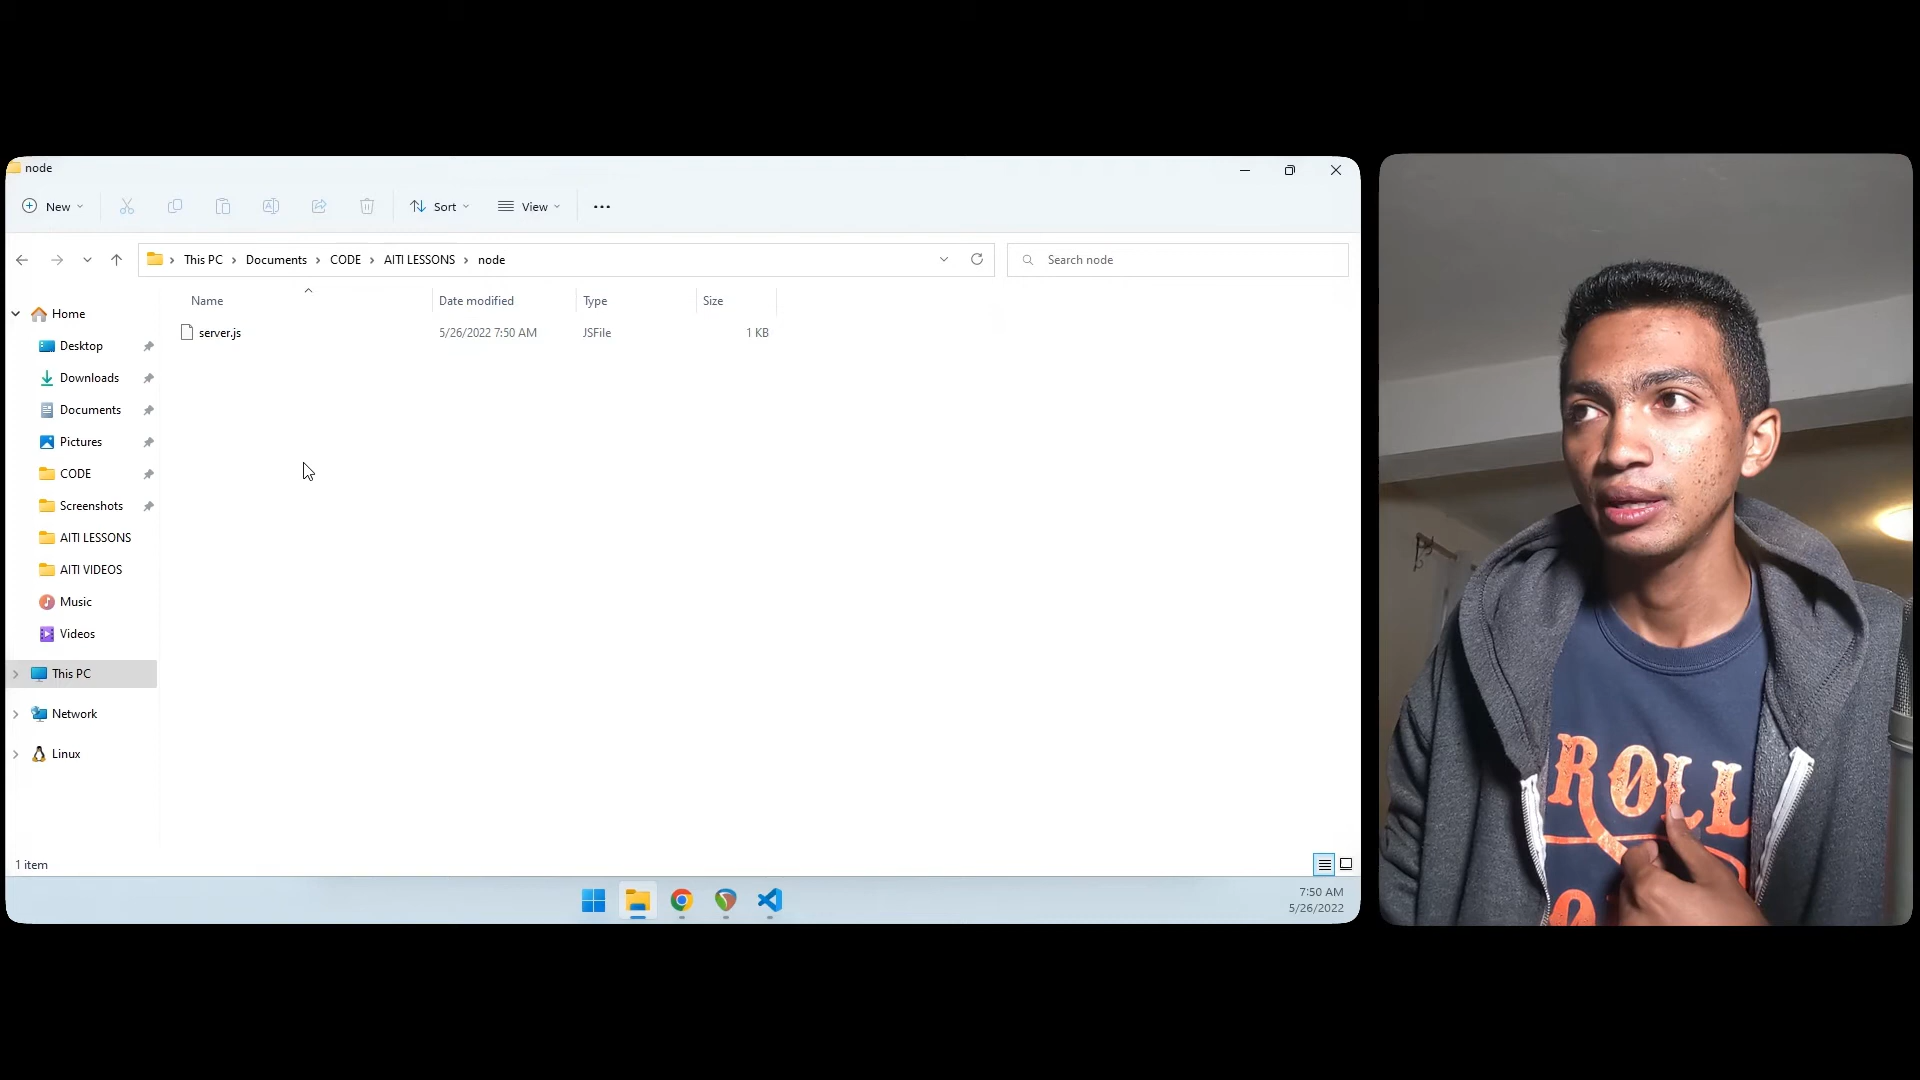 node
New
Sort
View
This PC
Documents
CODE
AITI LESSONS
node
Search node
Name
Date modified
Type
Size
server.js
5/26/2022 7:50 AM
JSFile
1 KB
Home
Desktop
Downloads
Documents
Pictures
CODE
Screenshots
AITI LESSONS
AITI VIDEOS
Music
Videos
This PC
Network
Linux
1 item
7:50 AM
5/26/2022
ROLL